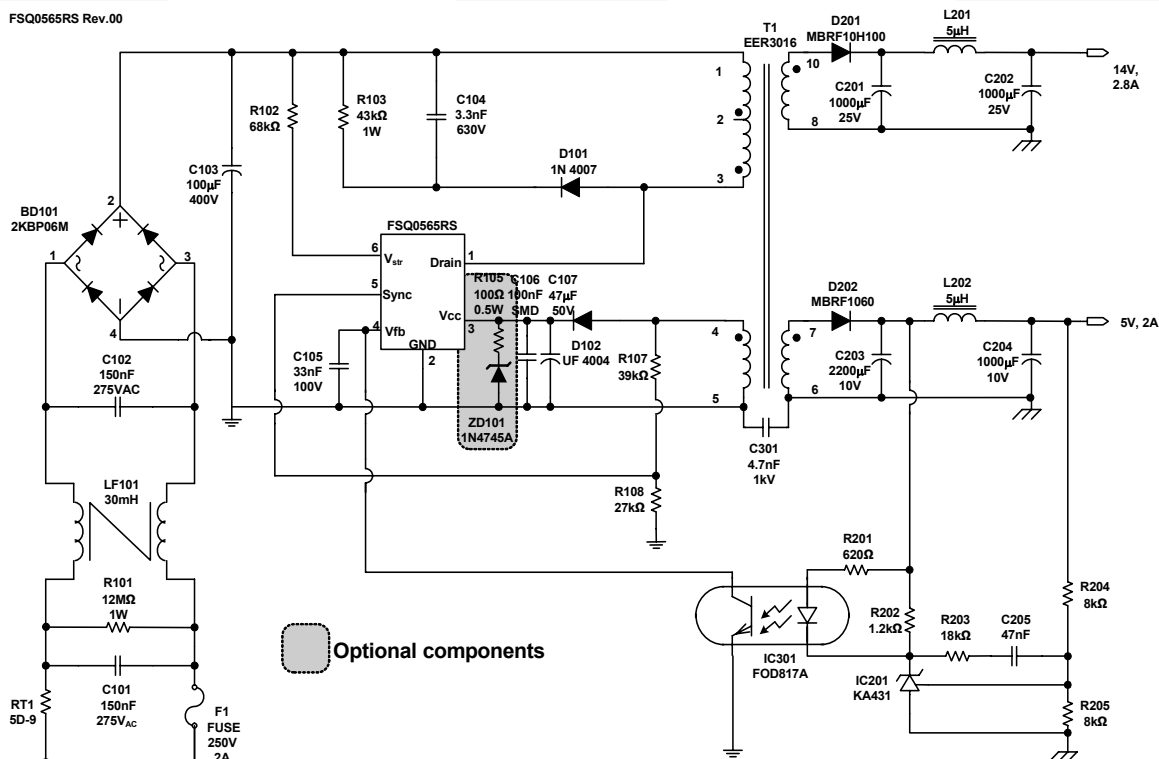 FSQ0565RS Rev.00
T1
EER3016
D201
MBRF10H100
L201
5μH
1
2
3
10
8
C201
1000μF
25V
C202
1000μF
25V
14V,
2.8A
R102
68kΩ
R103
43kΩ
1W
C104
3.3nF
630V
D101
1N 4007
C103
100μF
400V
BD101
2KBP06M
2
1
3
4
FSQ0565RS
6
Vstr
5
Sync
4
Vfb
Drain
1
Vcc
3
GND
2
R105
100Ω
0.5W
C106
100nF
SMD
C107
47μF
50V
D102
UF 4004
ZD101
1N4745A
C105
33nF
100V
R107
39kΩ
R108
27kΩ
4
5
7
6
D202
MBRF1060
L202
5μH
C203
2200μF
10V
C204
1000μF
10V
5V, 2A
C301
4.7nF
1kV
C102
150nF
275VAC
LF101
30mH
R101
12MΩ
1W
C101
150nF
275VAC
RT1
5D-9
F1
FUSE
250V
2A
Optional components
R201
620Ω
R202
1.2kΩ
R203
18kΩ
C205
47nF
R204
8kΩ
R205
8kΩ
IC301
FOD817A
IC201
KA431